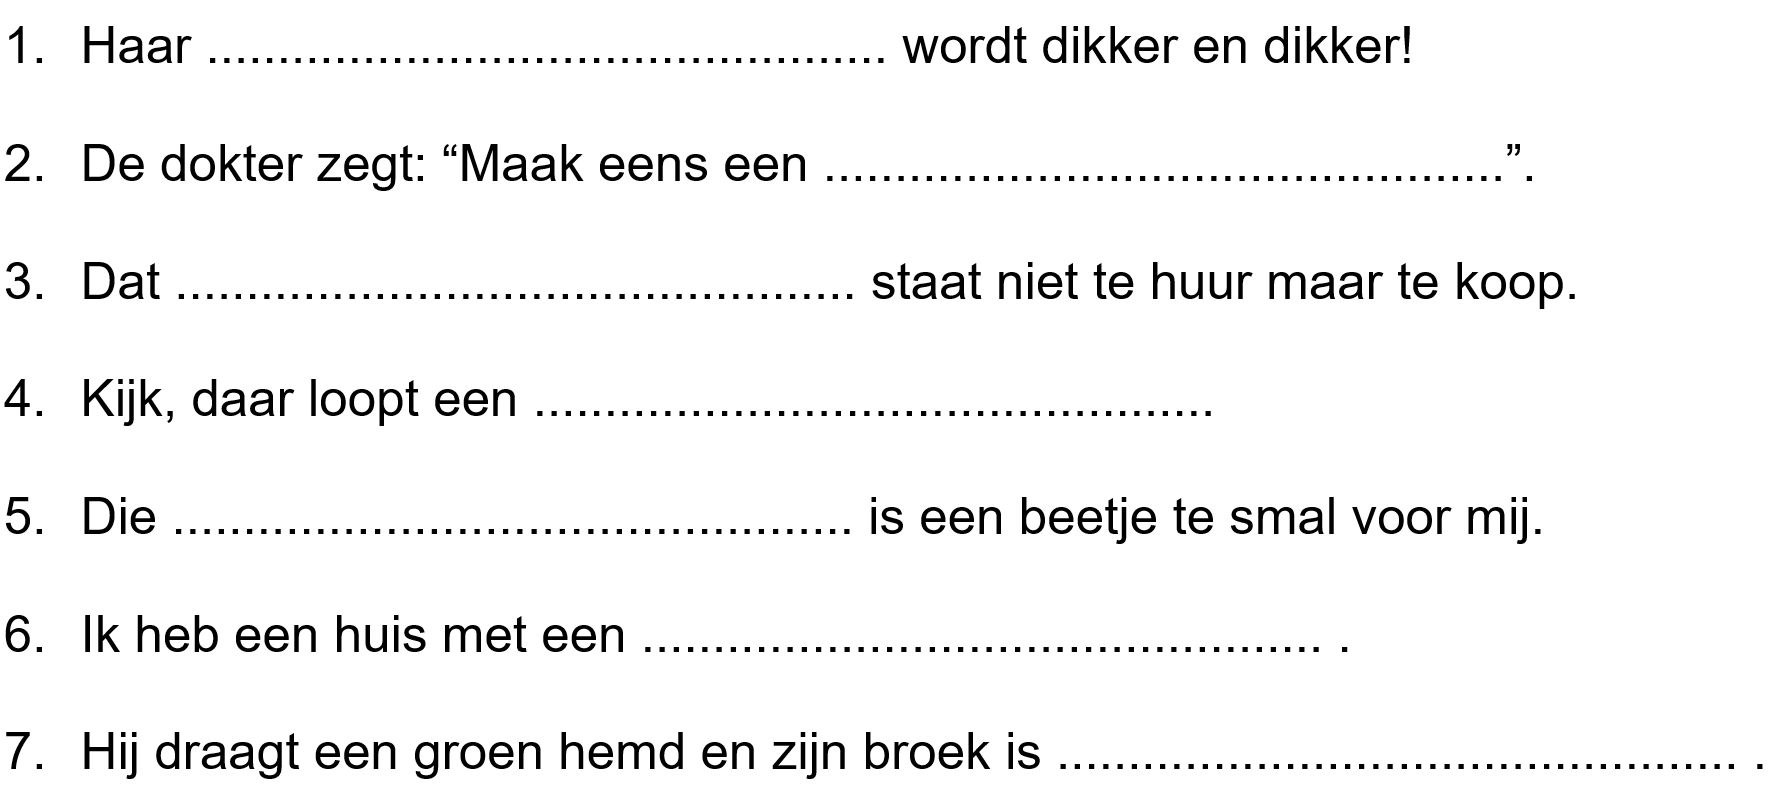 1. Haar ................................................ wordt dikker en dikker!
2. De dokter zegt: “Maak eens een ................................................”.
3. Dat ................................................ staat niet te huur maar te koop.
4. Kijk, daar loopt een ................................................
5. Die ................................................ is een beetje te smal voor mij.
6. Ik heb een huis met een ................................................ .
7. Hij draagt een groen hemd en zijn broek is ................................................ .